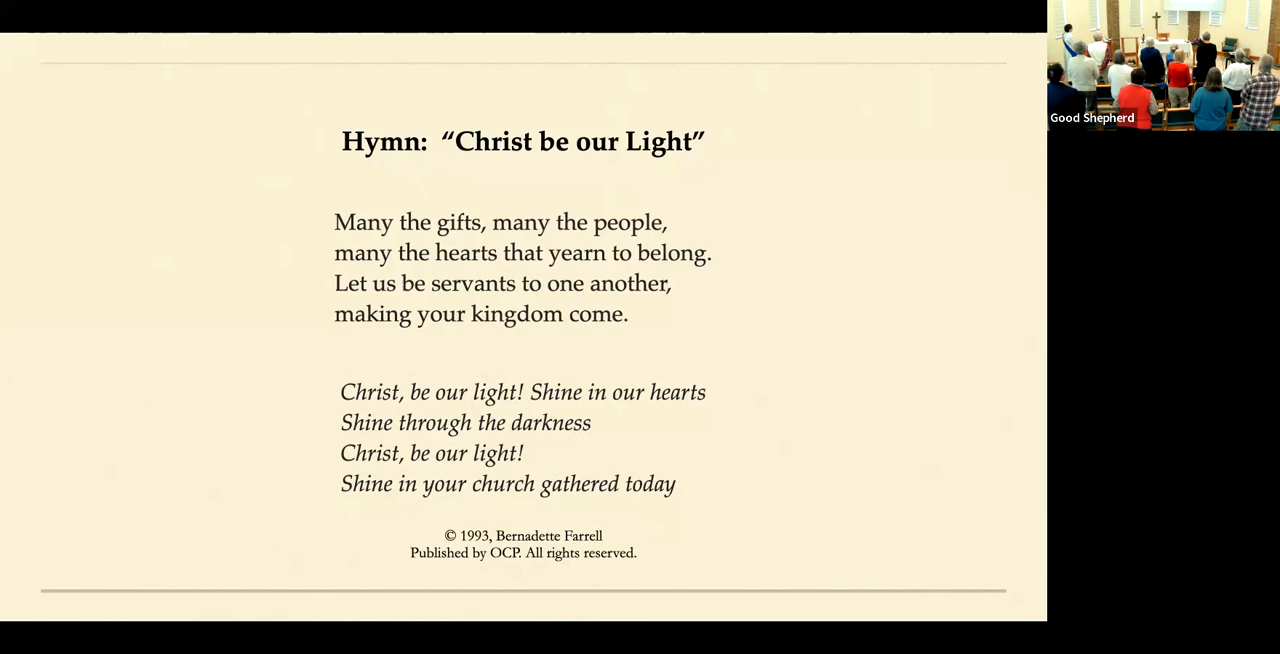 Hymn:  “Christ be our Light”
Many the gifts, many the people,
many the hearts that yearn to belong.
Let us be servants to one another,
making your kingdom come.
Christ, be our light! Shine in our hearts
Shine through the darkness
Christ, be our light!
Shine in your church gathered today
© 1993, Bernadette Farrell
Published by OCP. All rights reserved.
Good Shepherd